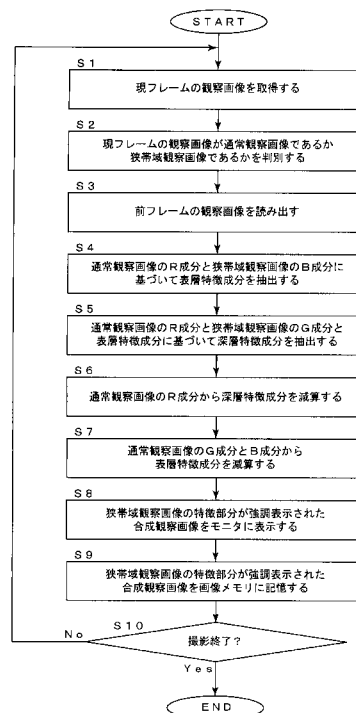 START
S1
現フレームの観察画像を取得する
S2
現フレームの観察画像が通常観察画像であるか
狭帯域観察画像であるかを判別する
S3
前フレームの観察画像を読み出す
S4
通常観察画像のR成分と狭帯域観察画像のB成分に
基づいて表層特徴成分を抽出する
S5
通常観察画像のR成分と狭帯域観察画像のG成分と
表層特徴成分に基づいて深層特徴成分を抽出する
S6
通常観察画像のR成分から深層特徴成分を減算する
S7
通常観察画像のG成分とB成分から
表層特徴成分を減算する
S8
狭帯域観察画像の特徴部分が強調表示された
合成観察画像をモニタに表示する
S9
狭帯域観察画像の特徴部分が強調表示された
合成観察画像を画像メモリに記憶する
S10
No
撮影終了?
Yes
END